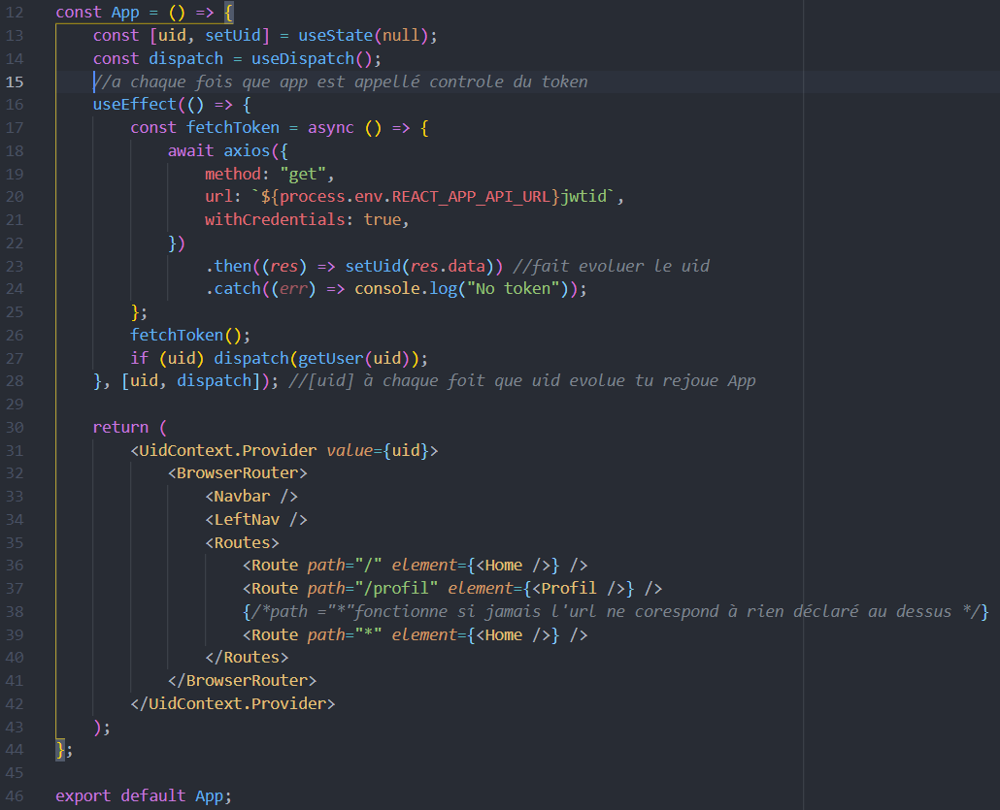 12 const App = () => {
13 const [uid, setUid] = useState(null);
14 const dispatch = useDispatch();
15 //a chaque fois que app est appellé controle du token
16 useEffect(() => {
17 const fetchToken = async () => {
18 await axios({
19 method: "get",
20 url: `${process.env.REACT_APP_API_URL}jwtid`,
21 withCredentials: true,
22 })
23 .then((res) => setUid(res.data)) //fait evoluer le uid
24 .catch((err) => console.log("No token"));
25 };
26 fetchToken();
27 if (uid) dispatch(getUser(uid));
28 }, [uid, dispatch]); //[uid] à chaque foit que uid evolue tu rejoue App
29
30 return (
31 <UidContext.Provider value={uid}>
32 <BrowserRouter>
33 <Navbar />
34 <LeftNav />
35 <Routes>
36 <Route path="/" element={<Home />} />
37 <Route path="/profil" element={<Profil />} />
38 {/*path ="*"fonctionne si jamais l'url ne corespond à rien déclaré au dessus */}
39 <Route path="*" element={<Home />} />
40 </Routes>
41 </BrowserRouter>
42 </UidContext.Provider>
43 );
44 };
45
46 export default App;